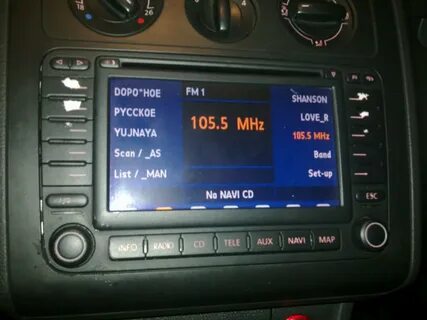 DOPO*HOE
FM 1
SHANSON
PYCCKOE
105.5 MHz
LOVE_R
YUJNAYA
105.5 MHz
Scan / _AS
Band
List / _MAN
Set-up
No NAVI CD
ESC
INFO
RADIO
CD
TELE
AUX
NAVI
MAP